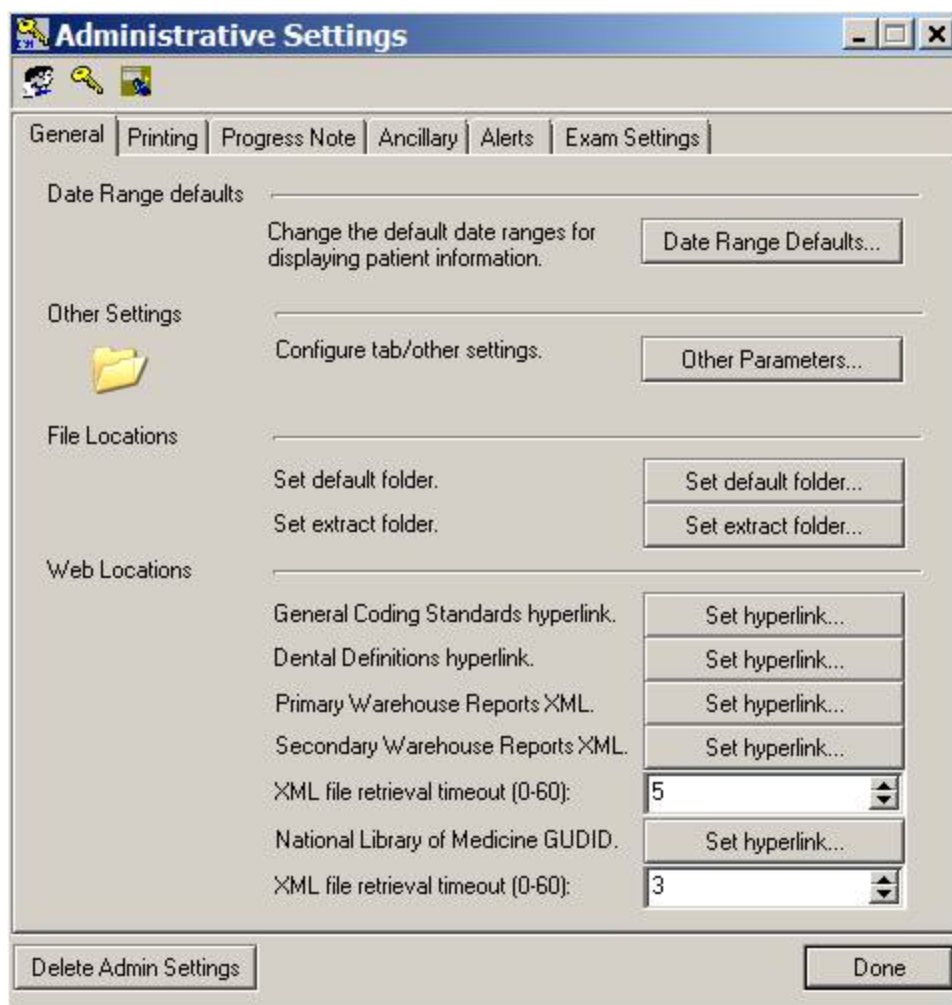 Administrative Settings
General Printing Progress Note Ancillary Alerts Exam Settings
Date Range defaults
Change the default date ranges for
displaying patient information.
Date Range Defaults...
Other Settings
Configure tab/other settings.
Other Parameters...
File Locations
Set default folder.
Set default folder...
Set extract folder.
Set extract folder...
Web Locations
General Coding Standards hyperlink.
Set hyperlink...
Dental Definitions hyperlink.
Set hyperlink...
Primary Warehouse Reports XML.
Set hyperlink...
Secondary Warehouse Reports XML.
Set hyperlink...
XML file retrieval timeout (0-60):
5
National Library of Medicine GUDID.
Set hyperlink...
XML file retrieval timeout (0-60):
3
Delete Admin Settings
Done